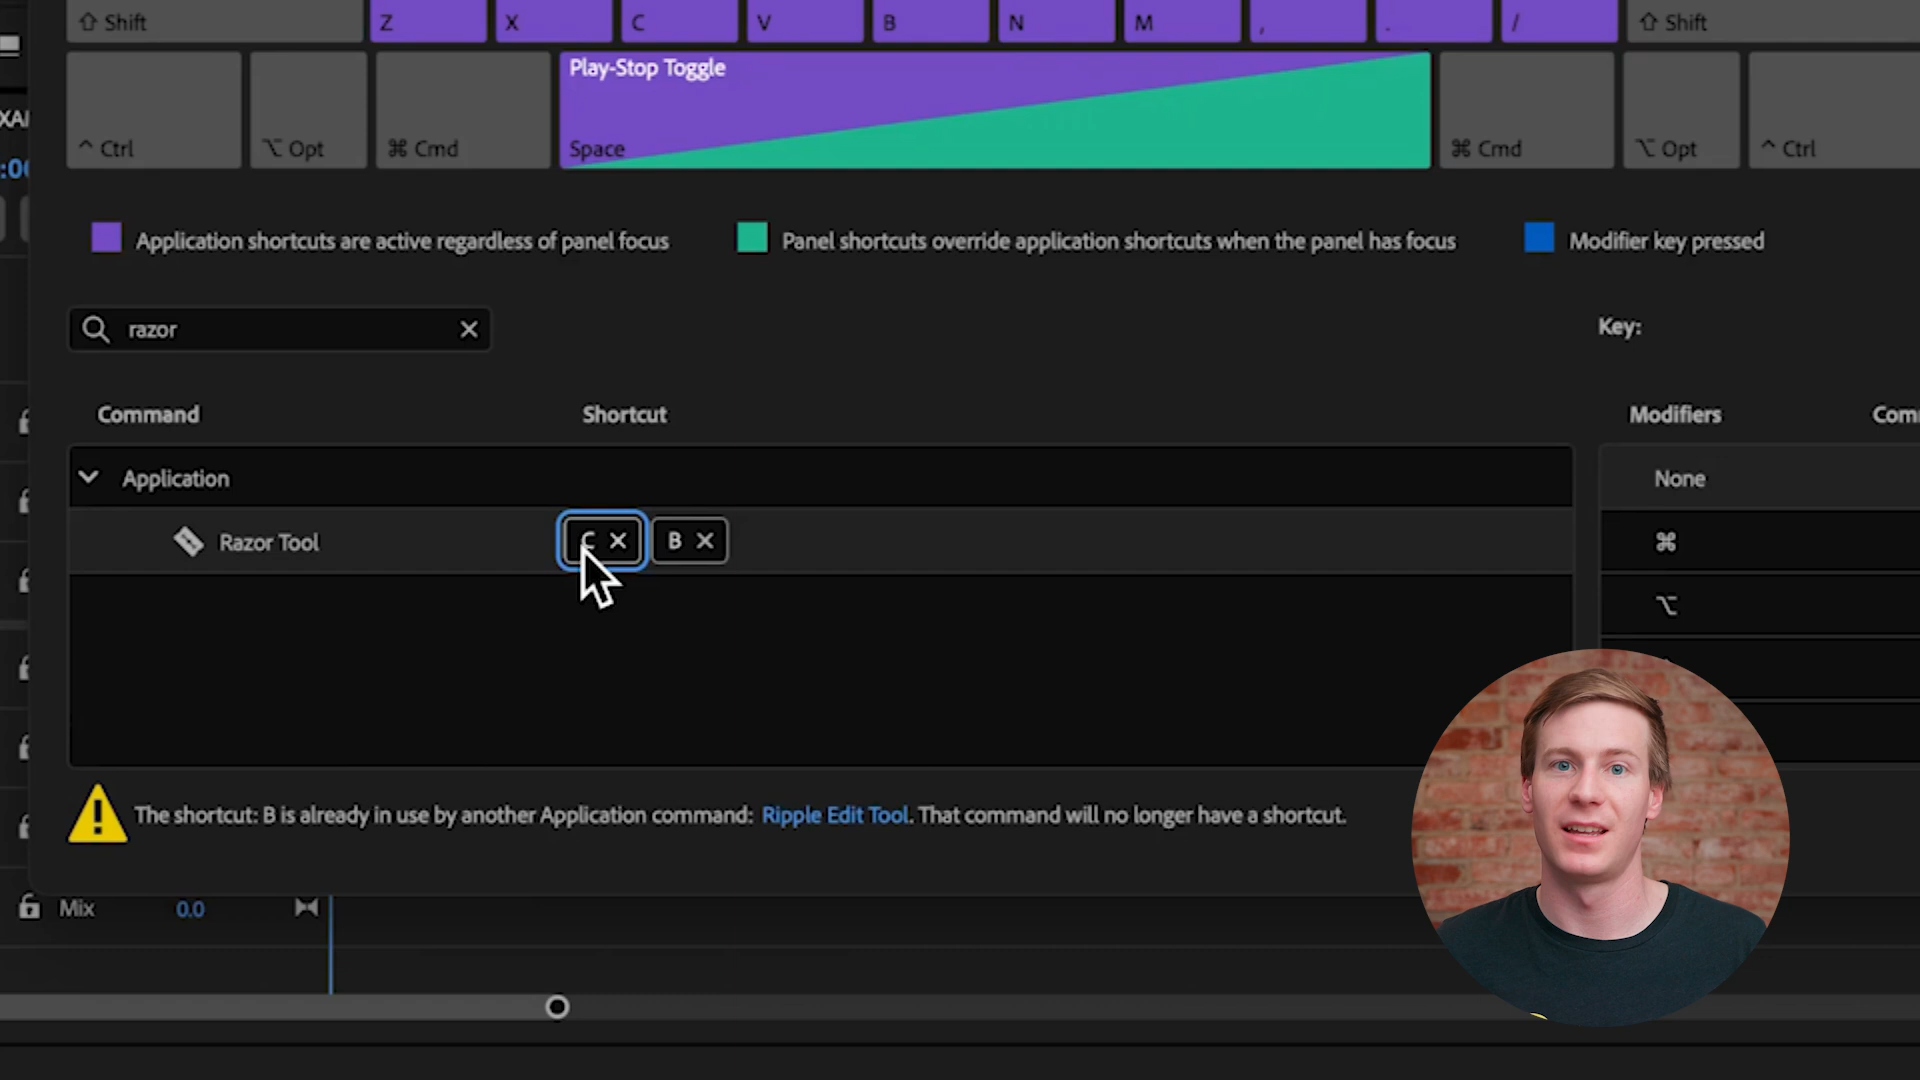 ⇧ Shift Z X C V B N M , . / ⇧ Shift
Play-Stop Toggle
^ Ctrl ⌥ Opt ⌘ Cmd Space ⌘ Cmd ⌥ Opt ^ Ctrl
Application shortcuts are active regardless of panel focus Panel shortcuts override application shortcuts when the panel has focus Modifier key pressed
razor Key:
Command Shortcut Modifiers
Application None
Razor Tool C B ⌘
⌥
The shortcut: B is already in use by another Application command: Ripple Edit Tool. That command will no longer have a shortcut.
Mix 0.0